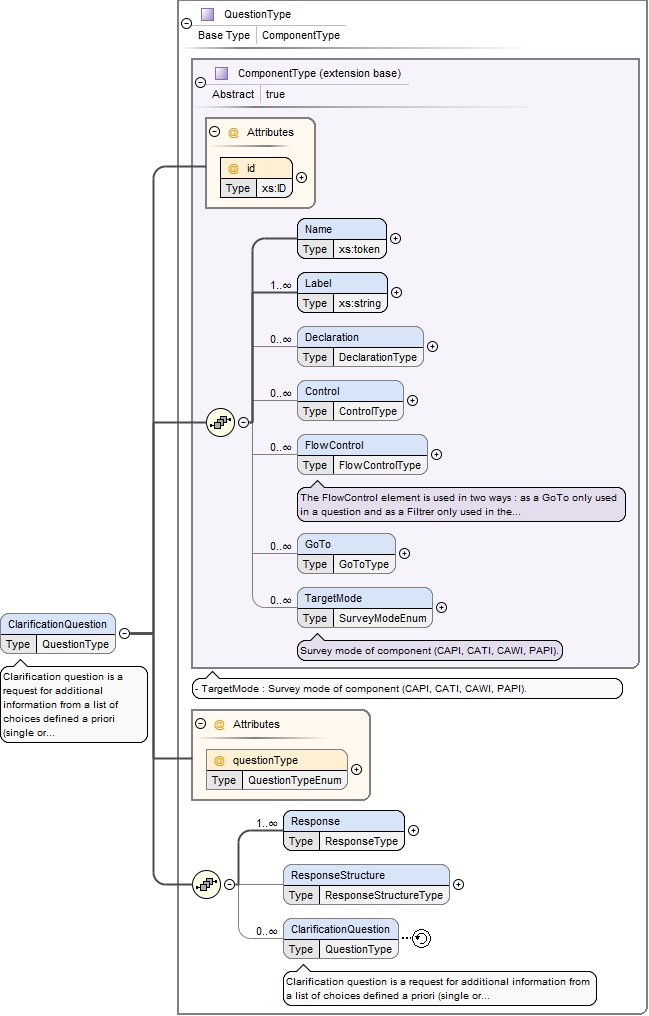 QuestionType
Base Type ComponentType
ComponentType (extension base)
Abstract true
@ Attributes
@ id
Type xs:ID
Name
Type xs:token
1..∞ Label
Type xs:string
0..∞ Declaration
Type DeclarationType
0..∞ Control
Type ControlType
0..∞ FlowControl
Type FlowControlType
The FlowControl element is used in two ways : as a GoTo only used
in a question and as a Filtrer only used in the...
0..∞ GoTo
Type GoToType
0..∞ TargetMode
Type SurveyModeEnum
Survey mode of component (CAPI, CATI, CAWI, PAPI).
ClarificationQuestion
Type QuestionType
Clarification question is a
request for additional
information from a list of
choices defined a priori
(single or...
- TargetMode : Survey mode of component (CAPI, CATI, CAWI, PAPI).
@ Attributes
@ questionType
Type QuestionTypeEnum
1..∞ Response
Type ResponseType
ResponseStructure
Type ResponseStructureType
0..∞ ClarificationQuestion
Type QuestionType
Clarification question is a request for additional information from
a list of choices defined a priori (single or...